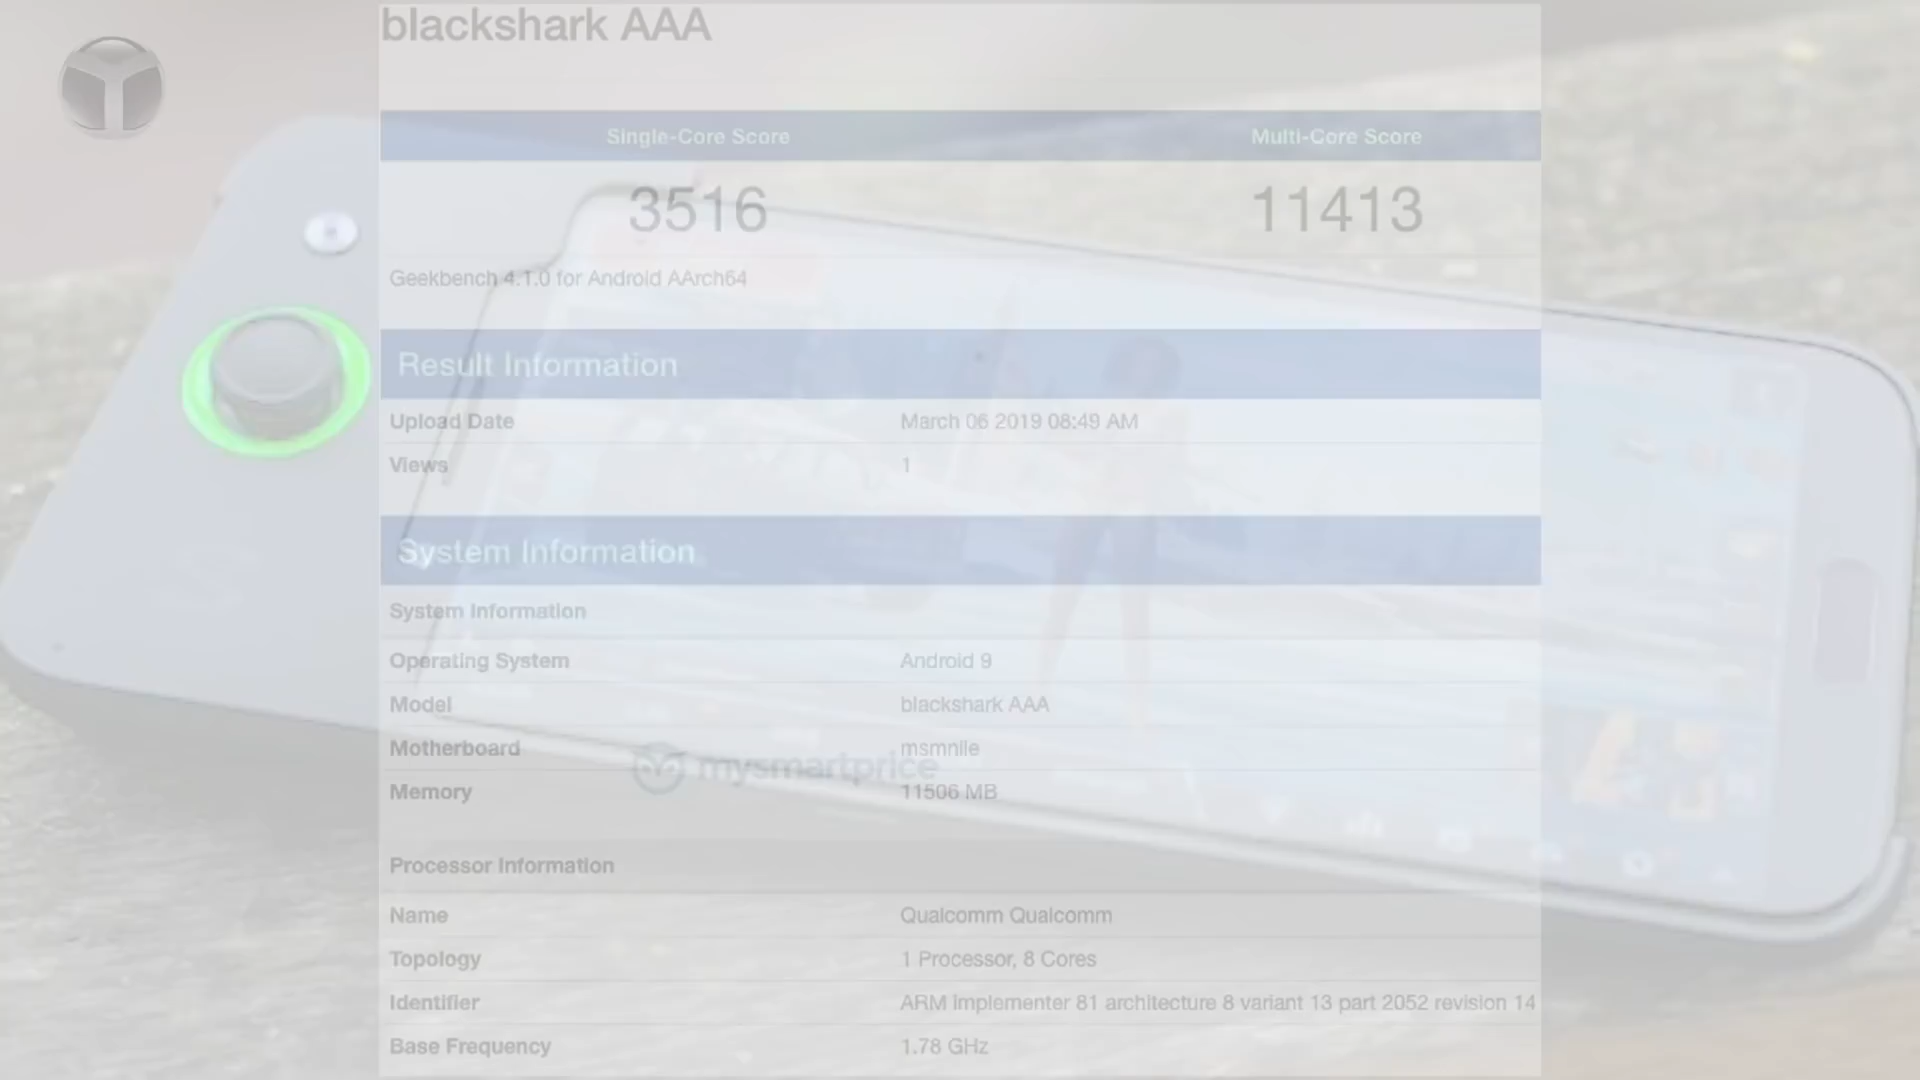 blackshark AAA
Single-Core Score Multi-Core Score
3516 11413
Geekbench 4.1.0 for Android AArch64
Result Information
Upload Date March 06 2019 08:49 AM
Views 1
System Information
System Information
Operating System Android 9
Model blackshark AAA
Motherboard msmnile
mysmartprice
Memory 11506 MB
Processor Information
Name Qualcomm Qualcomm
Topology 1 Processor, 8 Cores
Identifier ARM implementer 81 architecture 8 variant 13 part 2052 revision 14
Base Frequency 1.78 GHz